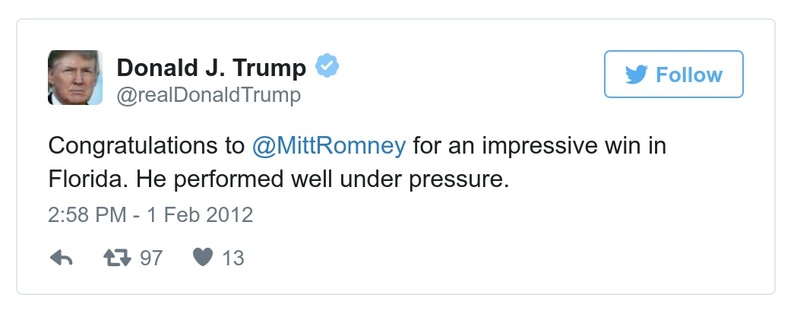 Donald J. Trump
@realDonaldTrump
Follow
Congratulations to @MittRomney for an impressive win in
Florida. He performed well under pressure.
2:58 PM - 1 Feb 2012
97 13